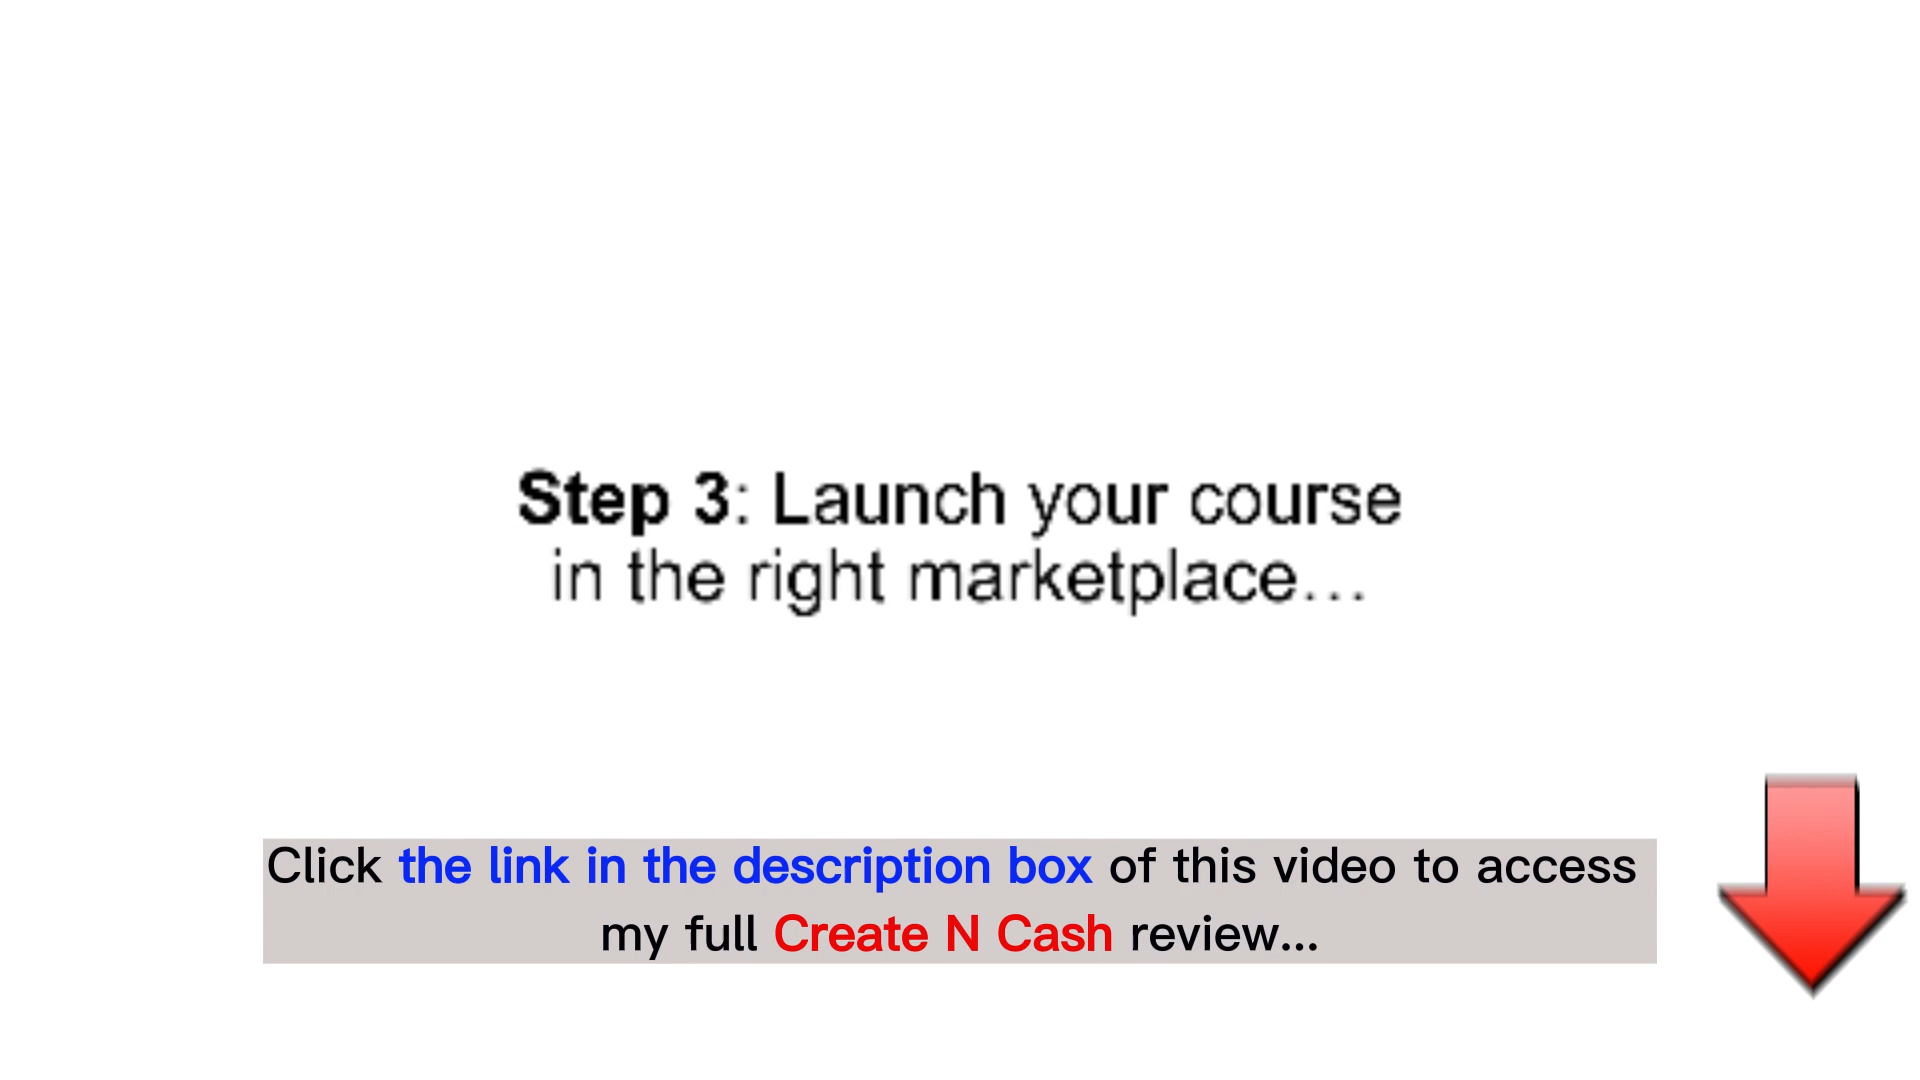 Step 3: Launch your course
in the right marketplace...
Click the link in the description box of this video to access
my full Create N Cash review...